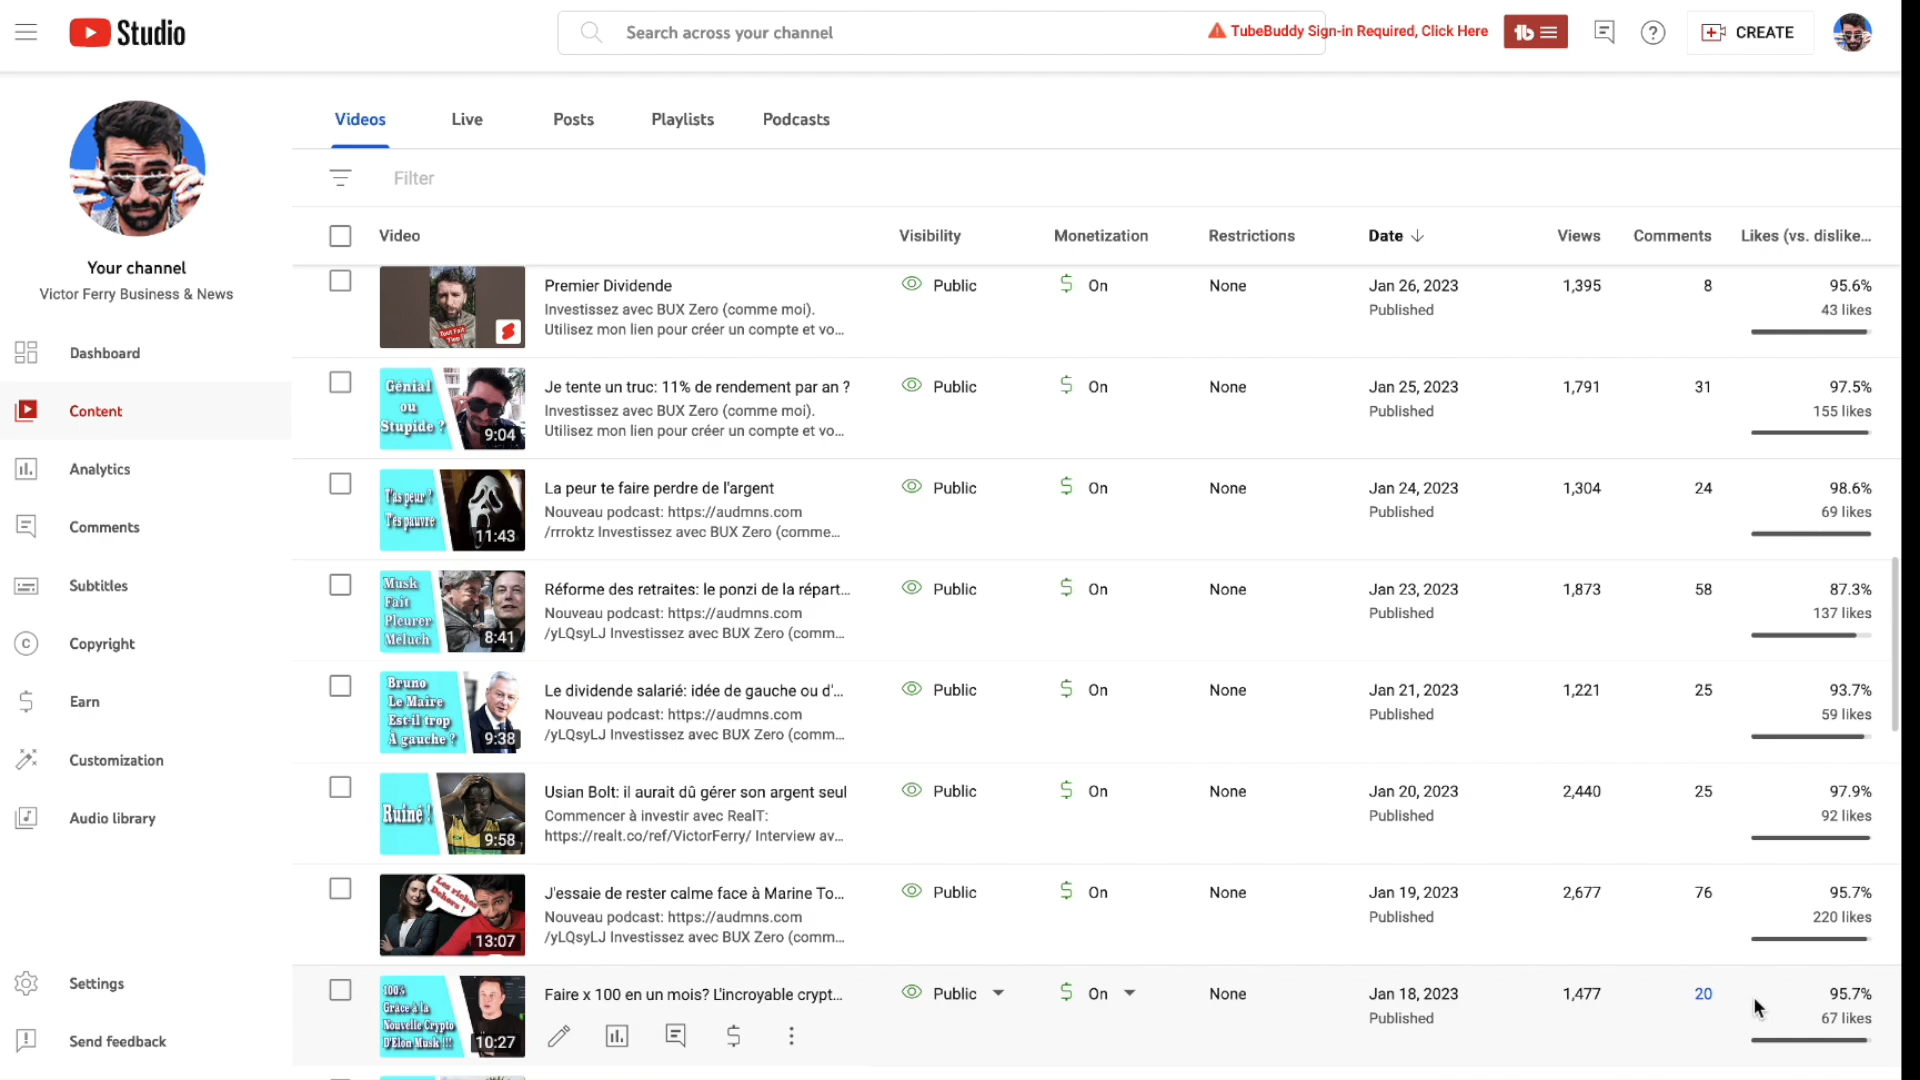 Studio
Search across your channel
TubeBuddy Sign-in Required, Click Here
tb
CREATE
Your channel
Victor Ferry Business & News
Dashboard
Content
Analytics
Comments
Subtitles
Copyright
Earn
Customization
Audio library
Settings
Send feedback
Videos Live Posts Playlists Podcasts
Filter
Video Visibility Monetization Restrictions Date Views Comments Likes (vs. dislike...
Premier Dividende Public On None Jan 26, 2023 1,395 8 95.6%
Investissez avec BUX Zero (comme moi). Published 43 likes
Utilisez mon lien pour créer un compte et vo...
Génial
ou
Stupide ?
9:04
Je tente un truc: 11% de rendement par an ? Public On None Jan 25, 2023 1,791 31 97.5%
Investissez avec BUX Zero (comme moi). Published 155 likes
Utilisez mon lien pour créer un compte et vo...
T'as peur ?
T'es pauvre
11:43
La peur te faire perdre de l'argent Public On None Jan 24, 2023 1,304 24 98.6%
Nouveau podcast: https://audmns.com Published 69 likes
/rrroktz Investissez avec BUX Zero (comme...
Musk
Fait
Pleurer
Méluch
8:41
Réforme des retraites: le ponzi de la répart... Public On None Jan 23, 2023 1,873 58 87.3%
Nouveau podcast: https://audmns.com Published 137 likes
/yLQsyLJ Investissez avec BUX Zero (comm...
Bruno
Le Maire
Est-il trop
À gauche ?
9:38
Le dividende salarié: idée de gauche ou d'... Public On None Jan 21, 2023 1,221 25 93.7%
Nouveau podcast: https://audmns.com Published 59 likes
/yLQsyLJ Investissez avec BUX Zero (comm...
Ruiné !
9:58
Usian Bolt: il aurait dû gérer son argent seul Public On None Jan 20, 2023 2,440 25 97.9%
Commencer à investir avec RealT: Published 92 likes
https://realt.co/ref/VictorFerry/ Interview av...
Les riches
Dehors !
13:07
J'essaie de rester calme face à Marine To... Public On None Jan 19, 2023 2,677 76 95.7%
Nouveau podcast: https://audmns.com Published 220 likes
/yLQsyLJ Investissez avec BUX Zero (comm...
100%
Grace à la
Nouvelle Crypto
D'Elon Musk !!!
10:27
Faire x 100 en un mois? L'incroyable crypt... Public On None Jan 18, 2023 1,477 20 95.7%
Published 67 likes